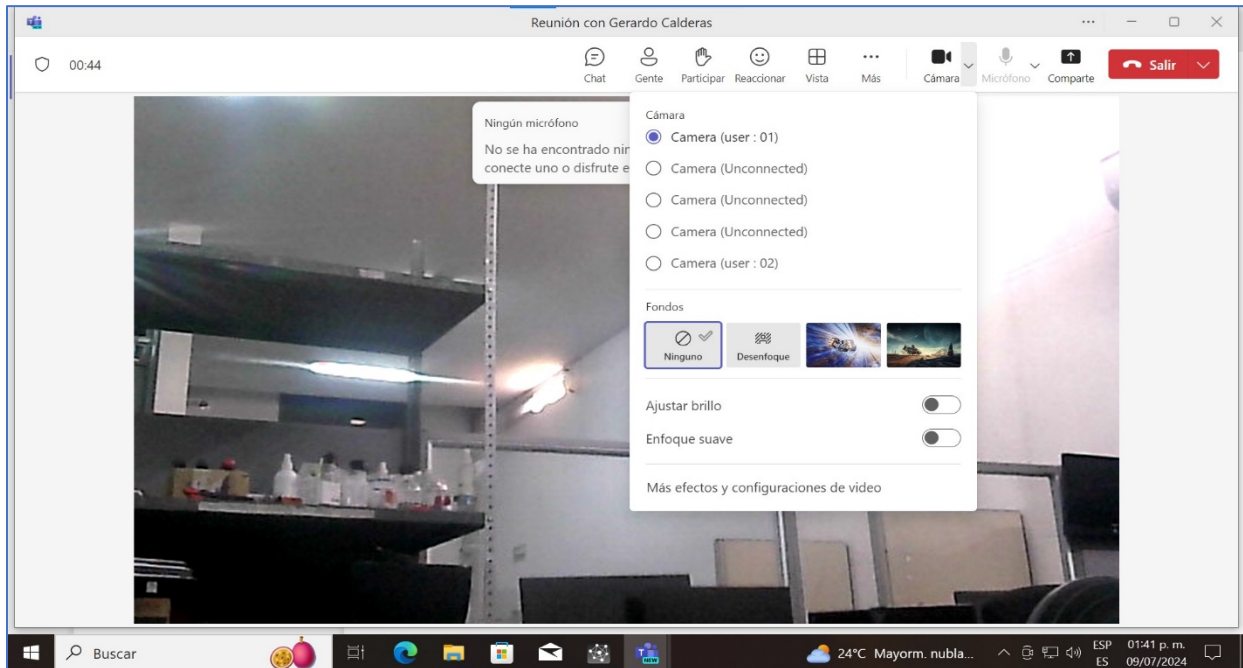 Reunión con Gerardo Calderas
00:44
Chat
Gente
Participar
Reaccionar
Vista
Más
Cámara
Micrófono
Comparte
Salir
Ningún micrófono
No se ha encontrado nin
conecte uno o disfrute e
Cámara
Camera (user : 01)
Camera (Unconnected)
Camera (Unconnected)
Camera (Unconnected)
Camera (user : 02)
Fondos
Ninguno
Desenfoque
Ajustar brillo
Enfoque suave
Más efectos y configuraciones de video
Buscar
NEW
24°C Mayorm. nubla...
ESP
ES
01:41 p. m.
09/07/2024